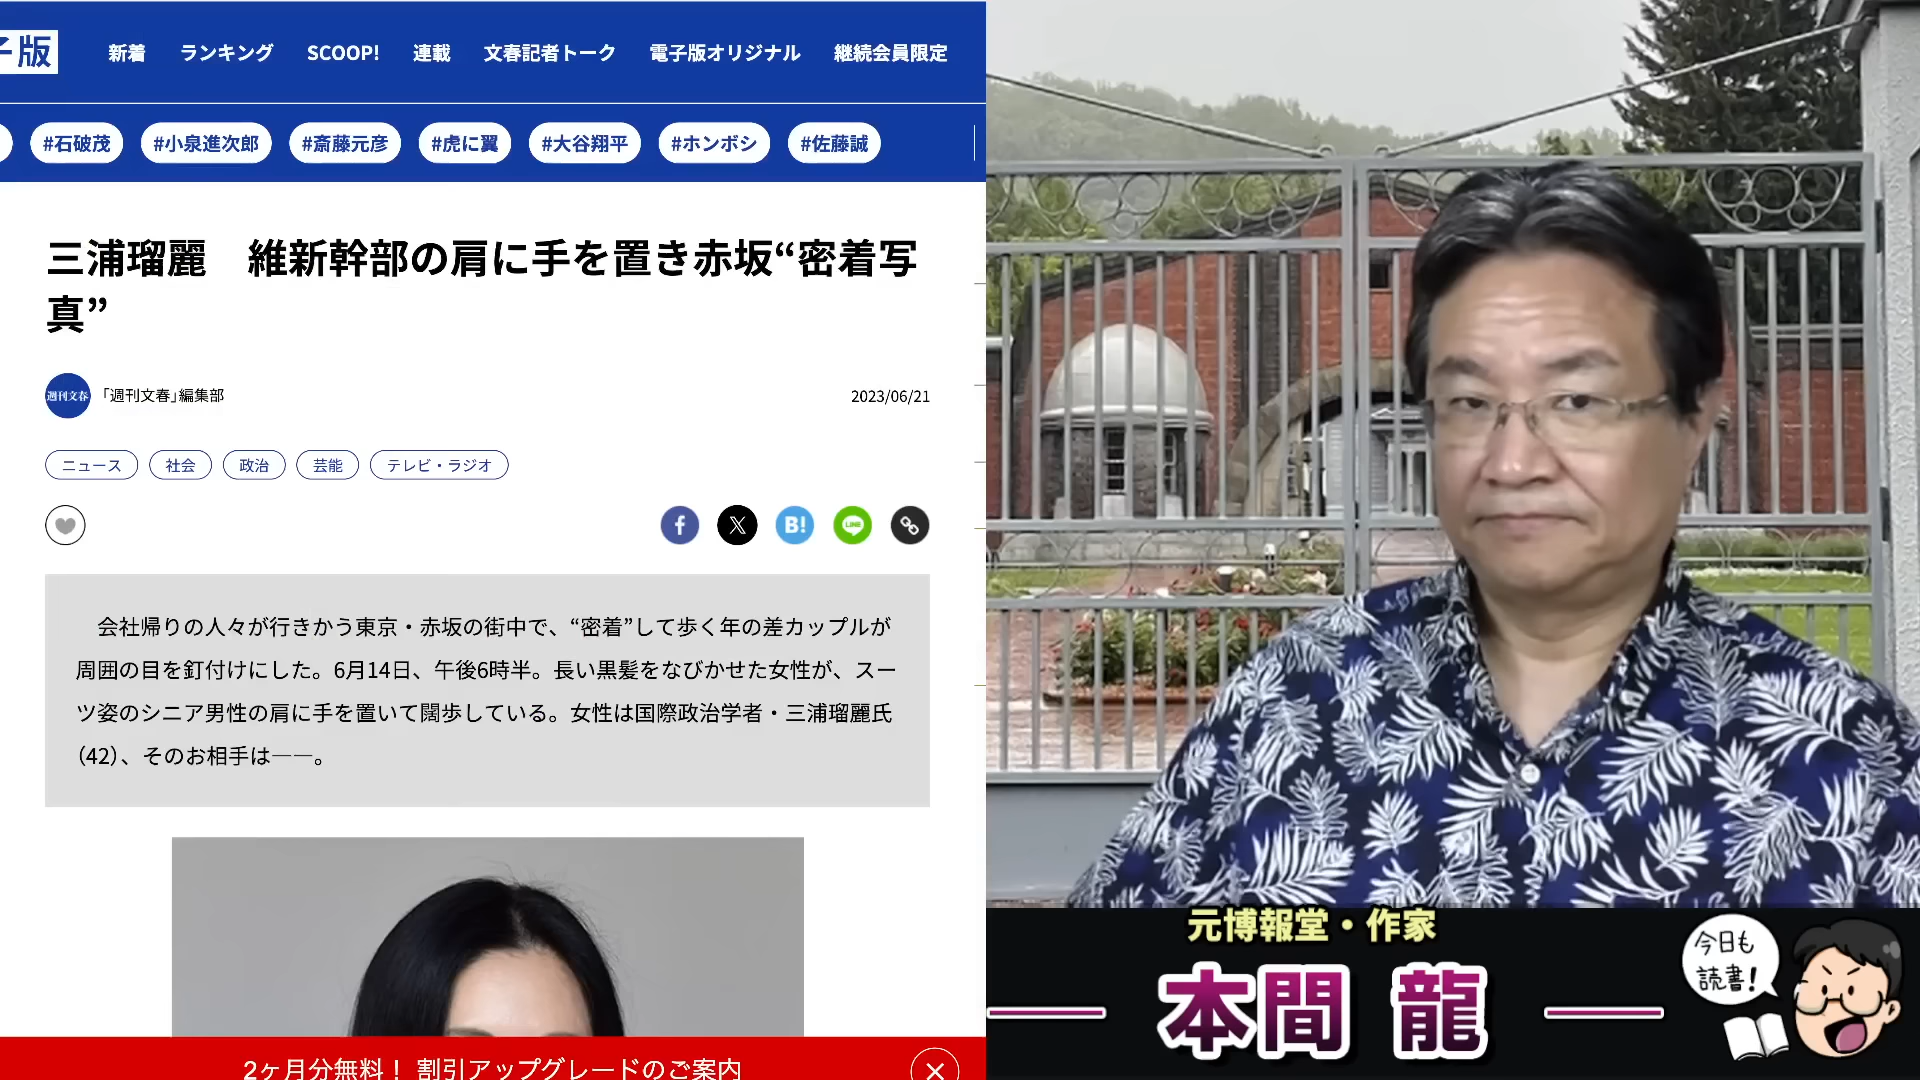 子版
新着 ランキング SCOOP! 連載 文春記者トーク 電子版オリジナル 継続会員限定
#石破茂 #小泉進次郎 #斎藤元彦 #虎に翼 #大谷翔平 #ホンボシ #佐藤誠
三浦瑠麗　維新幹部の肩に手を置き赤坂“密着写
真”
週刊文春 「週刊文春」編集部 2023/06/21
ニュース 社会 政治 芸能 テレビ・ラジオ
f X B! LINE
会社帰りの人々が行きかう東京・赤坂の街中で、“密着”して歩く年の差カップルが
周囲の目を釘付けにした。6月14日、午後6時半。長い黒髪をなびかせた女性が、スー
ツ姿のシニア男性の肩に手を置いて闊歩している。女性は国際政治学者・三浦瑠麗氏
（42）、そのお相手は――。
2ヶ月分無料！ 割引アップグレードのご案内
元博報堂・作家
本間 龍
今日も
読書!